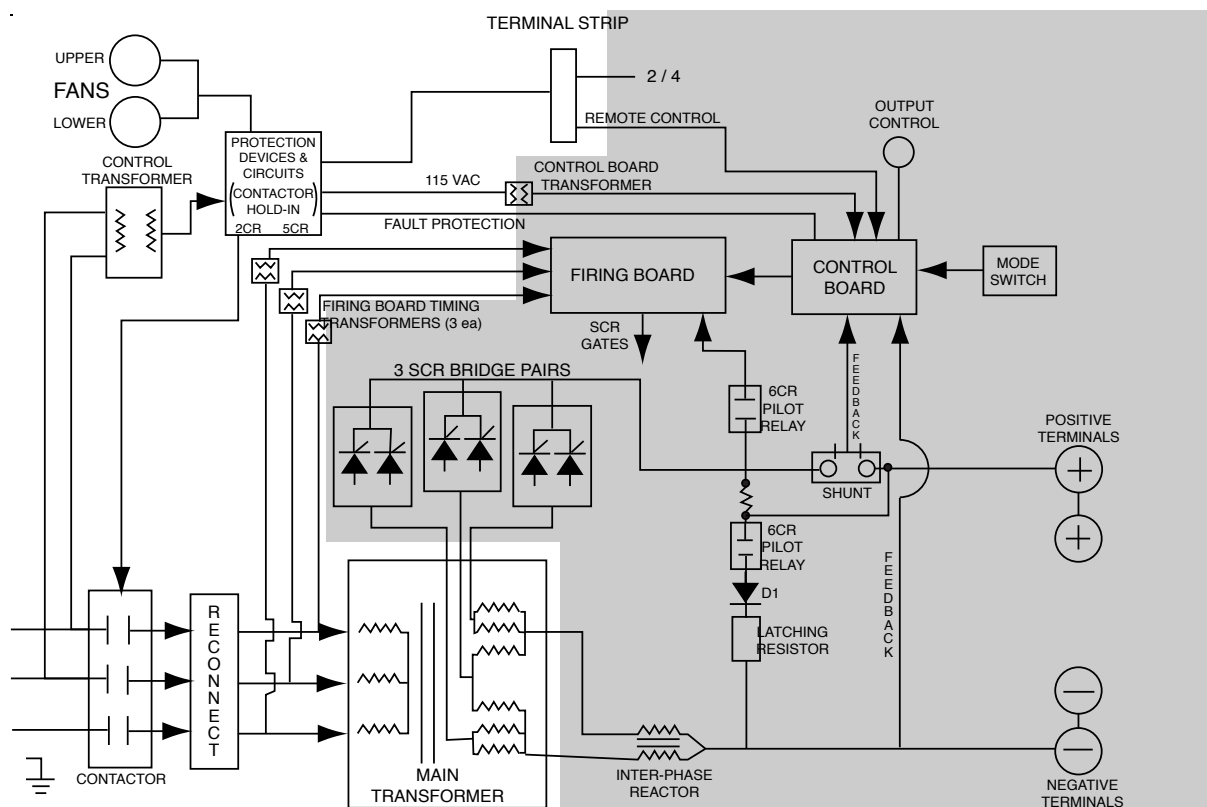 TERMINAL STRIP
UPPER
FANS
LOWER
2 / 4
REMOTE CONTROL
OUTPUT
CONTROL
PROTECTION
DEVICES &
CIRCUITS
(CONTACTOR
HOLD-IN)
2CR 5CR
CONTROL
TRANSFORMER
115 VAC
CONTROL BOARD
TRANSFORMER
FAULT PROTECTION
FIRING BOARD
CONTROL
BOARD
MODE
SWITCH
FIRING BOARD TIMING
TRANSFORMERS (3 ea)
SCR
GATES
3 SCR BRIDGE PAIRS
6CR
PILOT
RELAY
FEEDBACK
POSITIVE
TERMINALS
+
+
SHUNT
6CR
PILOT
RELAY
D1
LATCHING
RESISTOR
FEEDBACK
RECONNECT
CONTACTOR
MAIN
TRANSFORMER
INTER-PHASE
REACTOR
—
—
NEGATIVE
TERMINALS